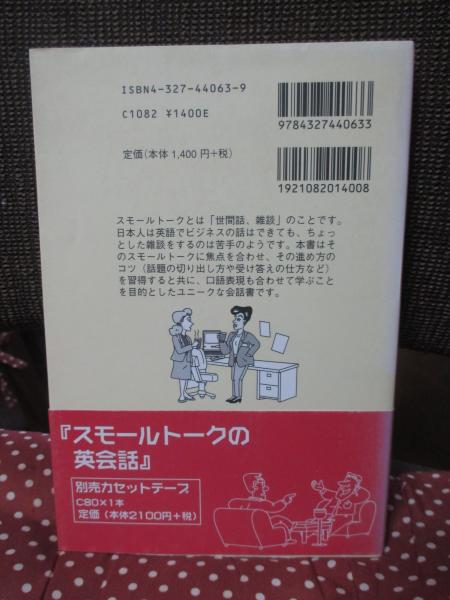 ISBN4-327-44063-9
C1082 ¥1400E
定価(本体1,400円+税)
9784327440633
1921082014008
スモールトークとは「世間話、雑談」のことです。
日本人は英語でビジネスの話はできても、ちょっ
とした雑談をするのは苦手のようです。本書はそ
のスモールトークに焦点を合わせ、その進め方の
コツ(話題の切り出し方や受け答えの仕方など)
を習得すると共に、口語表現も合わせて学ぶこと
を目的としたユニークな会話書です。
『スモールトークの
英会話』
別売カセットテープ
C80×1本
定価(本体2100円+税)